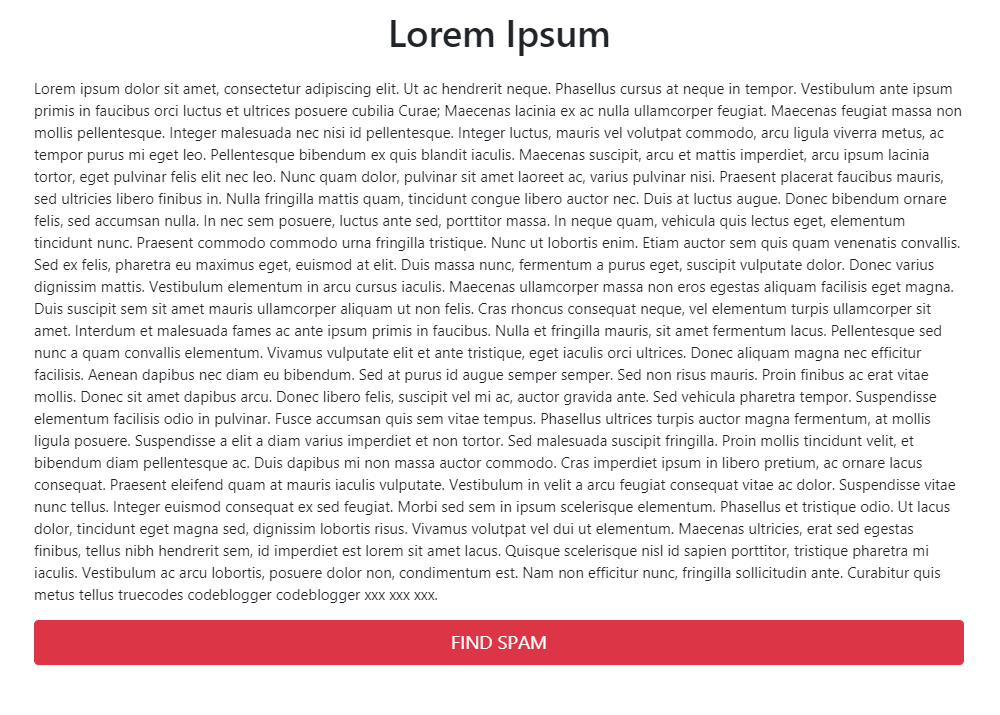 Lorem Ipsum
Lorem ipsum dolor sit amet, consectetur adipiscing elit. Ut ac hendrerit neque. Phasellus cursus at neque in tempor. Vestibulum ante ipsum
primis in faucibus orci luctus et ultrices posuere cubilia Curae; Maecenas lacinia ex ac nulla ullamcorper feugiat. Maecenas feugiat massa non
mollis pellentesque. Integer malesuada nec nisi id pellentesque. Integer luctus, mauris vel volutpat commodo, arcu ligula viverra metus, ac
tempor purus mi eget leo. Pellentesque bibendum ex quis blandit iaculis. Maecenas suscipit, arcu et mattis imperdiet, arcu ipsum lacinia
tortor, eget pulvinar felis elit nec leo. Nunc quam dolor, pulvinar sit amet laoreet ac, varius pulvinar nisi. Praesent placerat faucibus mauris,
sed ultricies libero finibus in. Nulla fringilla mattis quam, tincidunt congue libero auctor nec. Duis at luctus augue. Donec bibendum ornare
felis, sed accumsan nulla. In nec sem posuere, luctus ante sed, porttitor massa. In neque quam, vehicula quis lectus eget, elementum
tincidunt nunc. Praesent commodo commodo urna fringilla tristique. Nunc ut lobortis enim. Etiam auctor sem quis quam venenatis convallis.
Sed ex felis, pharetra eu maximus eget, euismod at elit. Duis massa nunc, fermentum a purus eget, suscipit vulputate dolor. Donec varius
dignissim mattis. Vestibulum elementum in arcu cursus iaculis. Maecenas ullamcorper massa non eros egestas aliquam facilisis eget magna.
Duis suscipit sem sit amet mauris ullamcorper aliquam ut non felis. Cras rhoncus consequat neque, vel elementum turpis ullamcorper sit
amet. Interdum et malesuada fames ac ante ipsum primis in faucibus. Nulla et fringilla mauris, sit amet fermentum lacus. Pellentesque sed
nunc a quam convallis elementum. Vivamus vulputate elit et ante tristique, eget iaculis orci ultrices. Donec aliquam magna nec efficitur
facilisis. Aenean dapibus nec diam eu bibendum. Sed at purus id augue semper semper. Sed non risus mauris. Proin finibus ac erat vitae
mollis. Donec sit amet dapibus arcu. Donec libero felis, suscipit vel mi ac, auctor gravida ante. Sed vehicula pharetra tempor. Suspendisse
elementum facilisis odio in pulvinar. Fusce accumsan quis sem vitae tempus. Phasellus ultrices turpis auctor magna fermentum, at mollis
ligula posuere. Suspendisse a elit a diam varius imperdiet et non tortor. Sed malesuada suscipit fringilla. Proin mollis tincidunt velit, et
bibendum diam pellentesque ac. Duis dapibus mi non massa auctor commodo. Cras imperdiet ipsum in libero pretium, ac ornare lacus
consequat. Praesent eleifend quam at mauris iaculis vulputate. Vestibulum in velit a arcu feugiat consequat vitae ac dolor. Suspendisse vitae
nunc tellus. Integer euismod consequat ex sed feugiat. Morbi sed sem in ipsum scelerisque elementum. Phasellus et tristique odio. Ut lacus
dolor, tincidunt eget magna sed, dignissim lobortis risus. Vivamus volutpat vel dui ut elementum. Maecenas ultricies, erat sed egestas
finibus, tellus nibh hendrerit sem, id imperdiet est lorem sit amet lacus. Quisque scelerisque nisl id sapien porttitor, tristique pharetra mi
iaculis. Vestibulum ac arcu lobortis, posuere dolor non, condimentum est. Nam non efficitur nunc, fringilla sollicitudin ante. Curabitur quis
metus tellus truecodes codeblogger codeblogger xxx xxx xxx.
FIND SPAM